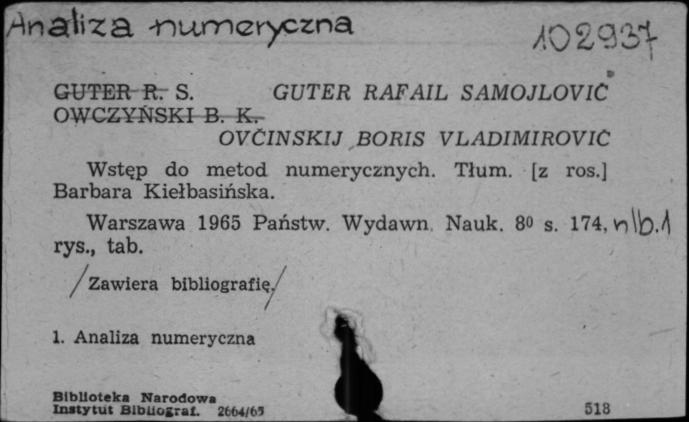 Analiza numeryczna
102937
GUTER R. S. GUTER RAFAIL SAMOJLOVIČ
OWCZYŃSKI B. K.
OVČINSKIJ BORIS VLADIMIROVIČ
Wstęp do metod numerycznych. Tłum. [z ros.]
Barbara Kiełbasińska.
Warszawa 1965 Państw. Wydawn. Nauk. 8⁰ s. 174, nlb.1
rys., tab.
/Zawiera bibliografię./
1. Analiza numeryczna
Biblioteka Narodowa
Instytut Bibliograf. 2664/65
518